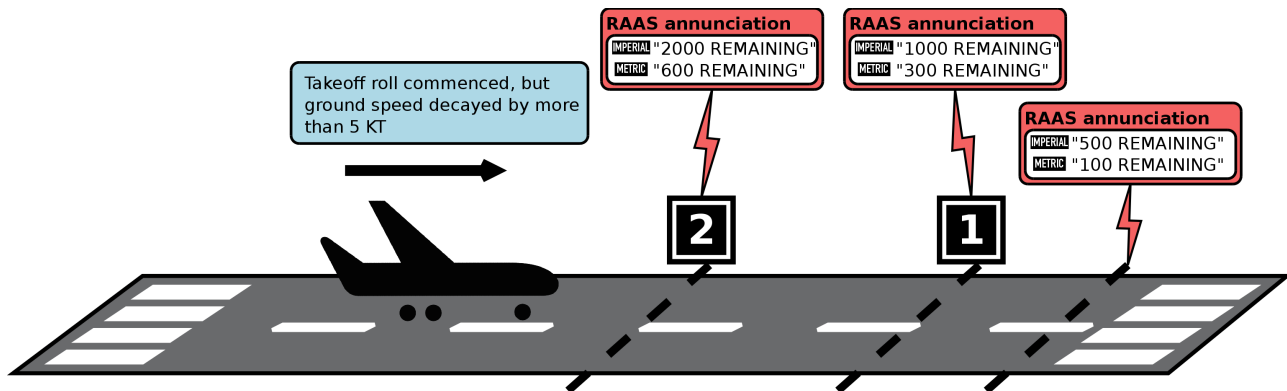 RAAS annunciation
IMPERIAL "2000 REMAINING"
METRIC "600 REMAINING"
RAAS annunciation
IMPERIAL "1000 REMAINING"
METRIC "300 REMAINING"
Takeoff roll commenced, but
ground speed decayed by more
than 5 KT
RAAS annunciation
IMPERIAL "500 REMAINING"
METRIC "100 REMAINING"
2
1